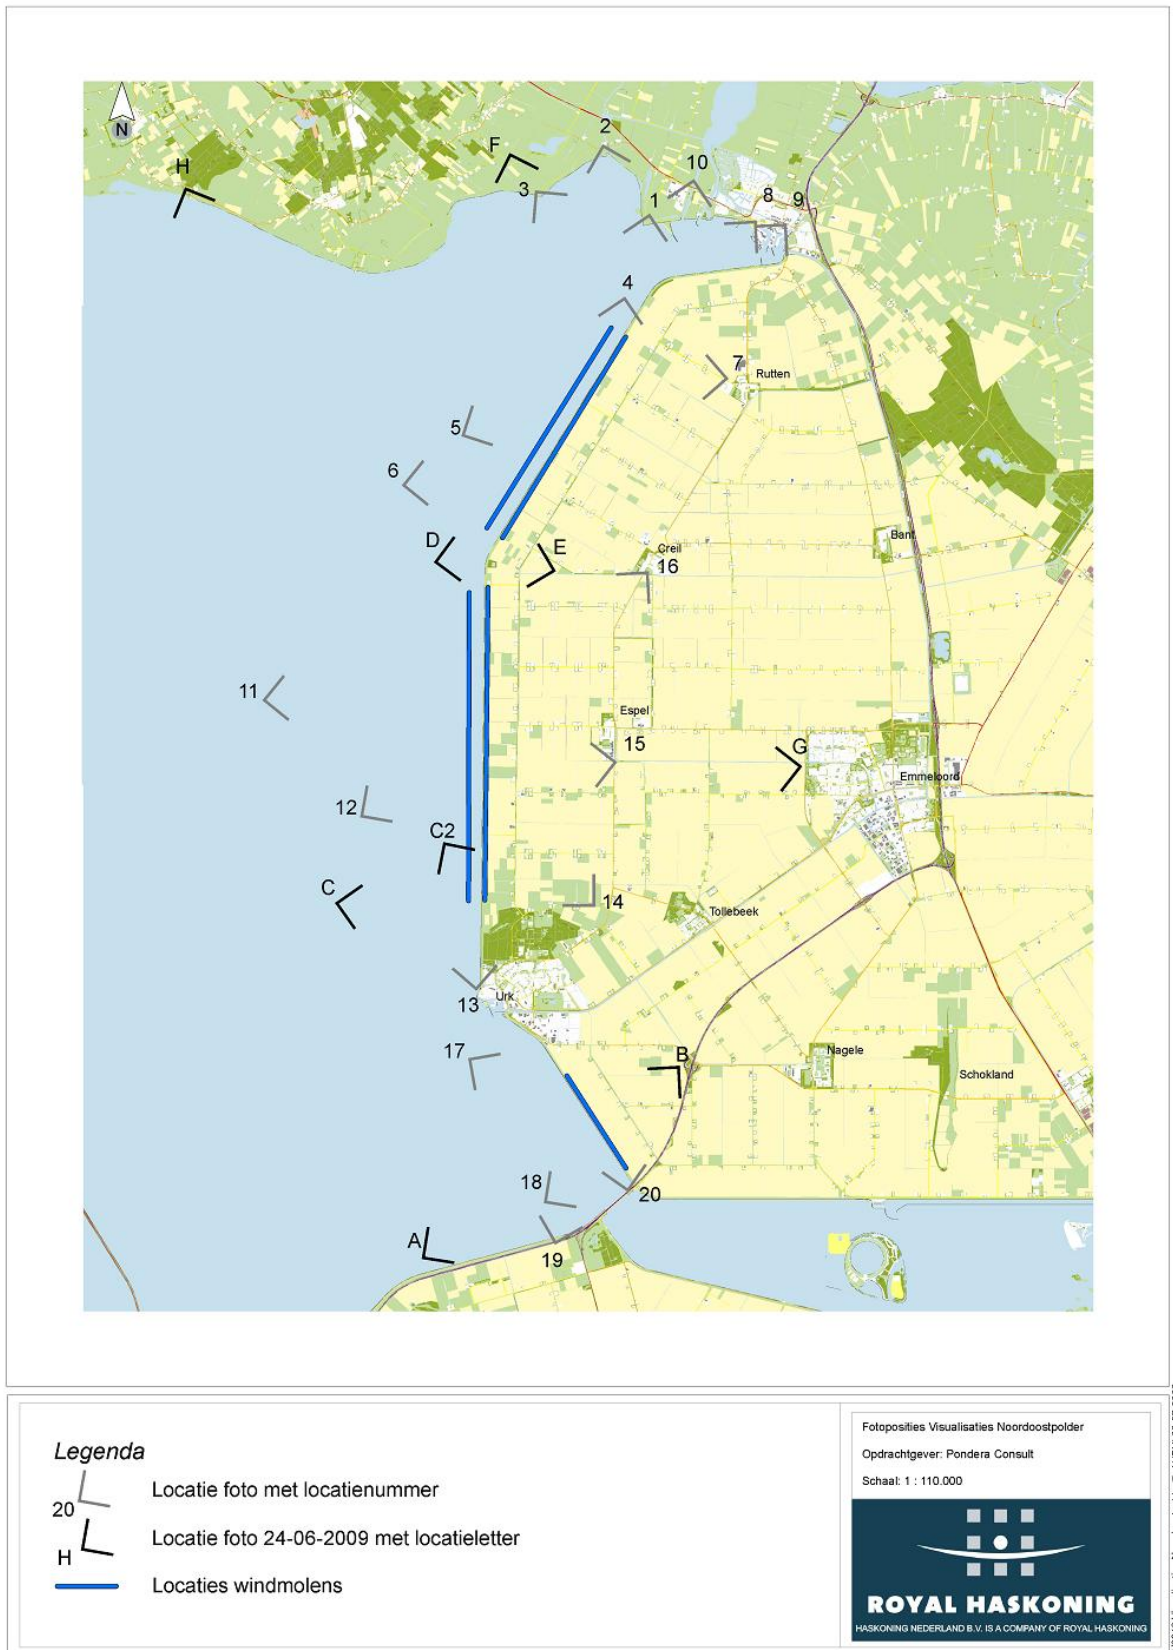 N
H
F
2
3
10
1
8
9
4
7
Rutten
5
6
D
E
Creil
16
Bant
11
Espel
15
G
Emmeloord
12
C2
C
14
Tollebeek
13
Urk
17
B
Nagele
Schokland
18
20
A
19
Legenda
20
Locatie foto met locatienummer
H
Locatie foto 24-06-2009 met locatieletter
Locaties windmolens
Fotoposities Visualisaties Noordoostpolder
Opdrachtgever: Pondera Consult
Schaal: 1 : 110.000
ROYAL HASKONING
HASKONING NEDERLAND B.V. IS A COMPANY OF ROYAL HASKONING